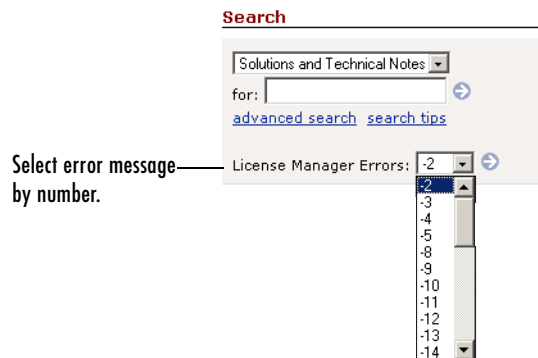 Search
Solutions and Technical Notes
for:
advanced search search tips
Select error message
by number.
License Manager Errors: -2
-2
-3
-4
-5
-8
-9
-10
-11
-12
-13
-14